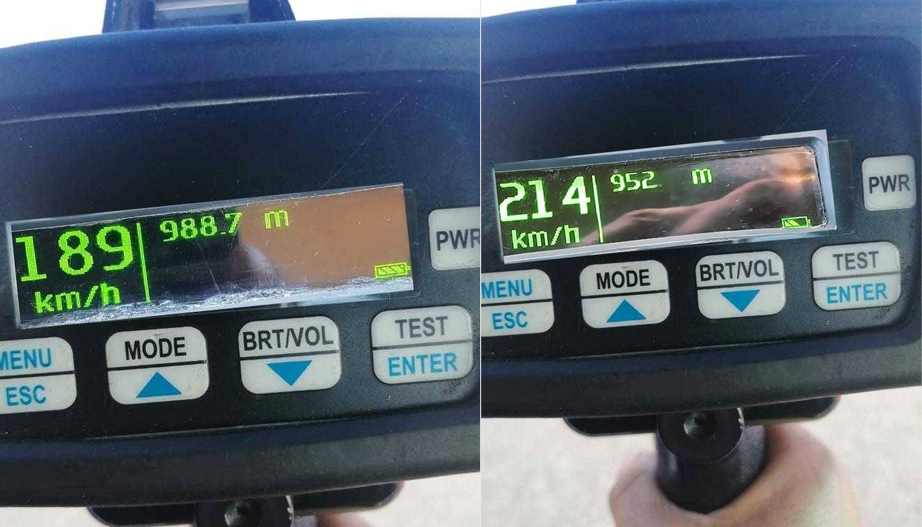 189 988.7 m
km/h
PWR
MENU MODE BRT/VOL TEST
ESC ENTER
214 952. m
km/h
PWR
MENU MODE BRT/VOL TEST
ESC ENTER